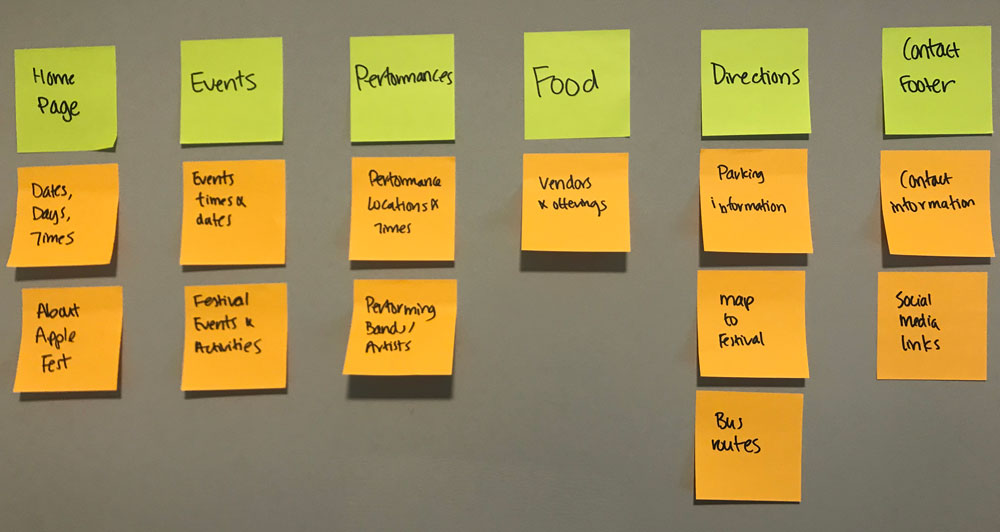 Home
Page
Events
Performances
Food
Directions
Contact
Footer
Dates,
Days,
Times
Events
times &
dates
Performance
Locations &
Times
Vendors
& offerings
Parking
information
Contact
information
About
Apple
Fest
Festival
Events &
Activities
Performing
Bands/
Artists
map
to
Festival
Social
Media
links
Bus
routes